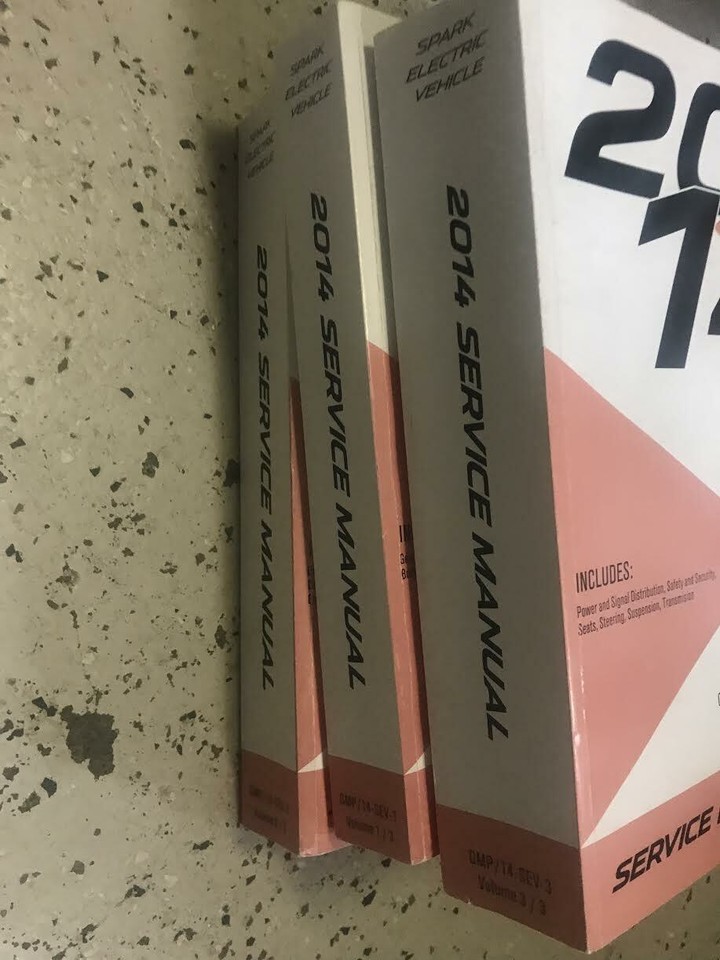 SPARK
ELECTRIC
VEHICLE
2014 SERVICE MANUAL
SPARK
ELECTRIC
VEHICLE
2014 SERVICE MANUAL
GMP/14-SEV-1
Volume 1 / 3
SPARK
ELECTRIC
VEHICLE
2014 SERVICE MANUAL
GMP/14-SEV-3
Volume 3 / 3
20
14
INCLUDES:
Power and Signal Distribution, Safety and Security,
Seats, Steering, Suspension, Transmission
SERVICE